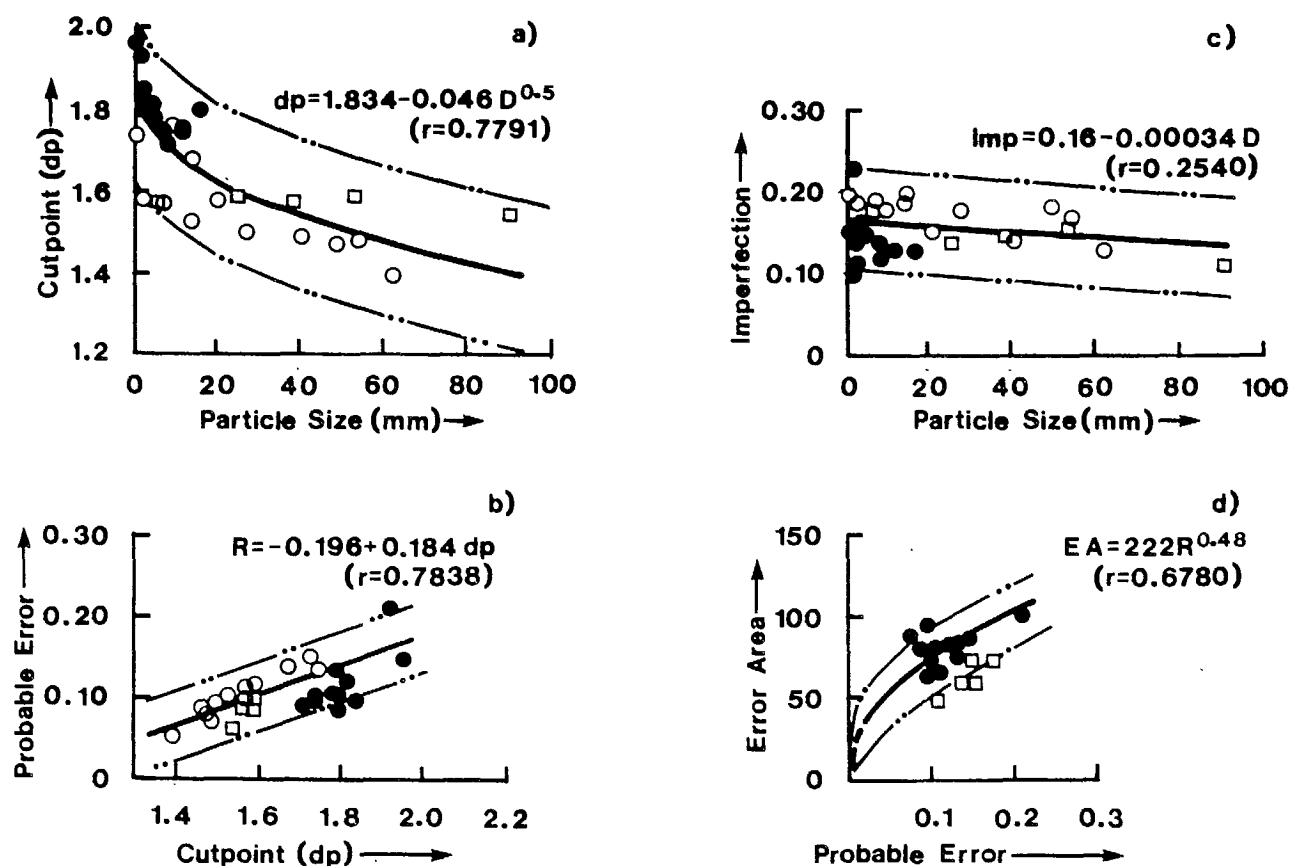 a)
2.0
1.8
1.6
1.4
1.2
Cutpoint (dp)
dp=1.834-0.046 D^0.5
(r=0.7791)
0 20 40 60 80 100
Particle Size (mm)
c)
0.30
0.20
0.10
0
Imperfection
Imp=0.16-0.00034 D
(r=0.2540)
0 20 40 60 80 100
Particle Size (mm)
b)
0.30
0.20
0.10
0
Probable Error
R=-0.196+0.184 dp
(r=0.7838)
1.4 1.6 1.8 2.0 2.2
Cutpoint (dp)
d)
150
100
50
0
Error Area
EA=222R^0.48
(r=0.6780)
0.1 0.2 0.3
Probable Error